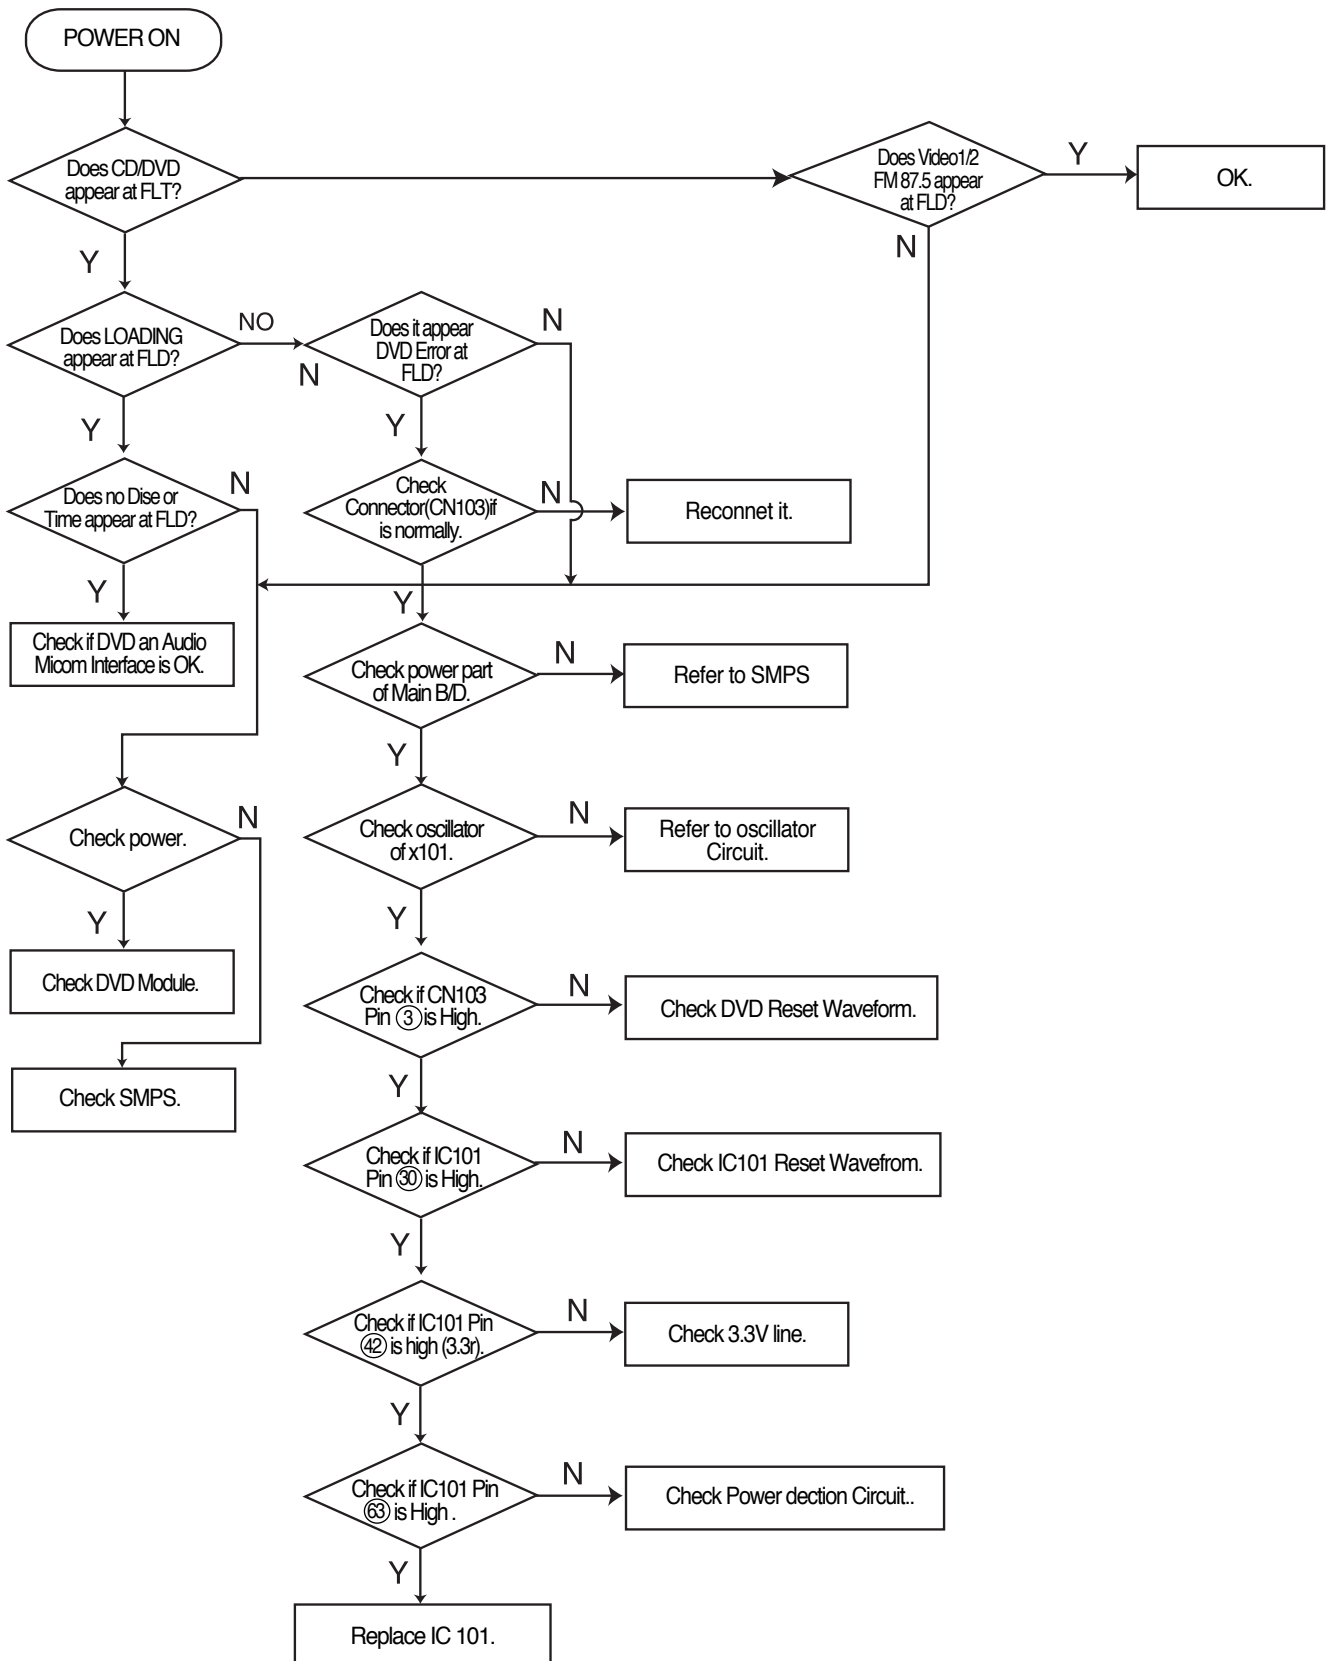 POWER ON
Does CD/DVD
appear at FLT?
Does Video1/2
FM 87.5 appear
at FLD?
Y
OK.
N
Y
Does LOADING
appear at FLD?
NO
N
Does it appear
DVD Error at
FLD?
N
Y
Y
Does no Dise or
Time appear at FLD?
N
Check
Connector(CN103)if
is normally.
N
Reconnet it.
Y
Y
Check if DVD an Audio
Micom Interface is OK.
Check power part
of Main B/D.
N
Refer to SMPS
Y
Check power.
N
Check oscillator
of x101.
N
Refer to oscillator
Circuit.
Y
Y
Check DVD Module.
Check if CN103
Pin ③ is High.
N
Check DVD Reset Waveform.
Check SMPS.
Y
Check if IC101
Pin ㉚ is High.
N
Check IC101 Reset Wavefrom.
Y
Check if IC101 Pin
㊷ is high (3.3r).
N
Check 3.3V line.
Y
Check if IC101 Pin
63 is High .
N
Check Power dection Circuit..
Y
Replace IC 101.